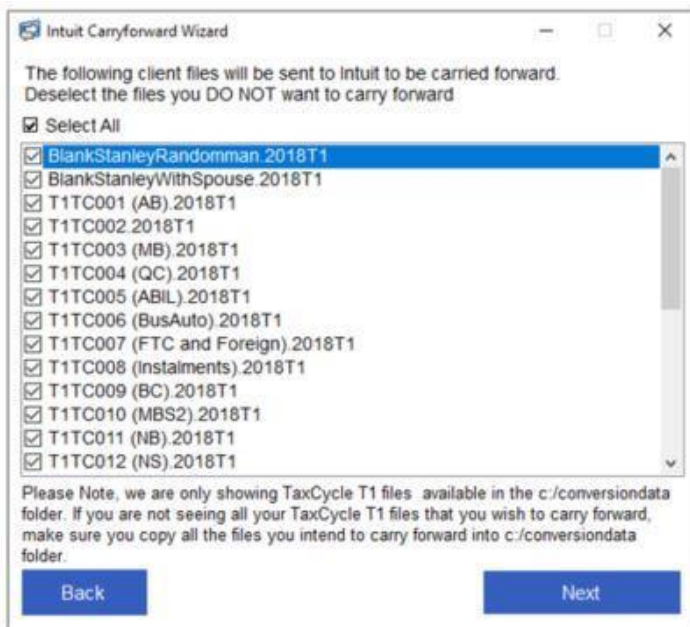 Intuit Carryforward Wizard
The following client files will be sent to Intuit to be carried forward.
Deselect the files you DO NOT want to carry forward
Select All
BlankStanleyRandomman.2018T1
BlankStanleyWithSpouse.2018T1
T1TC001 (AB).2018T1
T1TC002.2018T1
T1TC003 (MB).2018T1
T1TC004 (QC).2018T1
T1TC005 (ABIL).2018T1
T1TC006 (BusAuto).2018T1
T1TC007 (FTC and Foreign).2018T1
T1TC008 (Instalments).2018T1
T1TC009 (BC).2018T1
T1TC010 (MBS2).2018T1
T1TC011 (NB).2018T1
T1TC012 (NS).2018T1
Please Note, we are only showing TaxCycle T1 files available in the c:/conversiondata
folder. If you are not seeing all your TaxCycle T1 files that you wish to carry forward,
make sure you copy all the files you intend to carry forward into c:/conversiondata
folder.
Back
Next